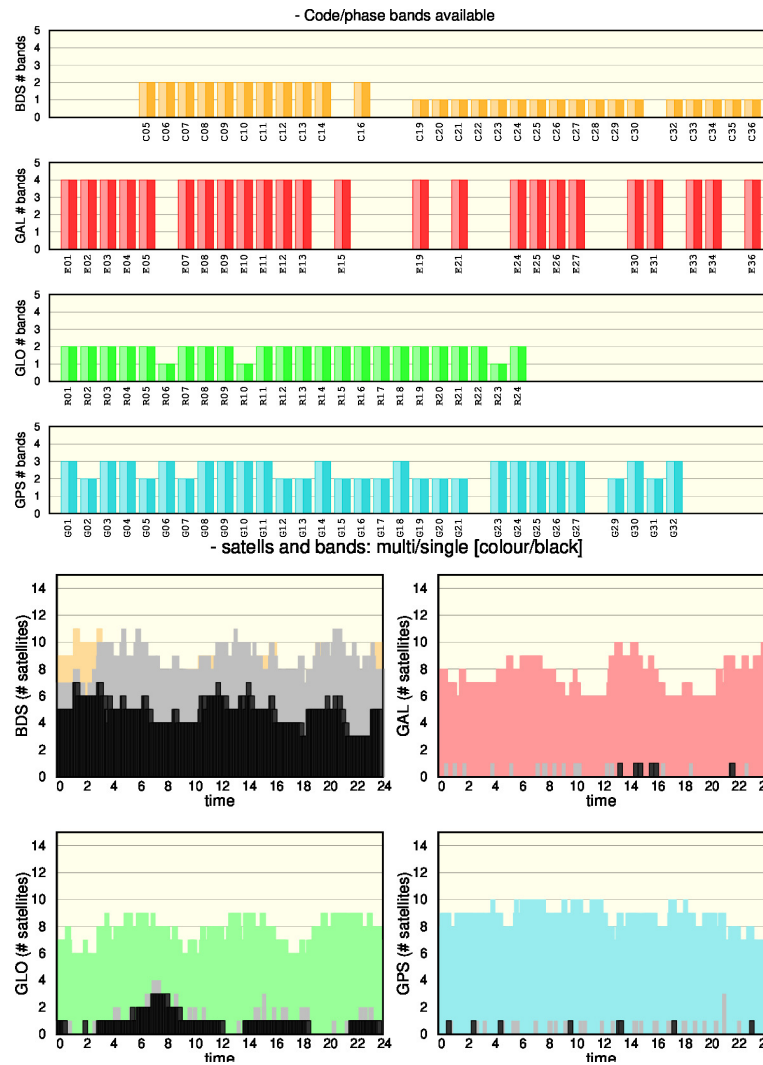 - Code/phase bands available
BDS # bands
5
4
3
2
1
0
C05 C06 C07 C08 C09 C10 C11 C12 C13 C14 C16 C19 C20 C21 C22 C23 C24 C25 C26 C27 C28 C29 C30 C32 C33 C34 C35 C36
GAL # bands
5
4
3
2
1
0
E01 E02 E03 E04 E05 E07 E08 E09 E10 E11 E12 E13 E15 E19 E21 E24 E25 E26 E27 E30 E31 E33 E34 E36
GLO # bands
5
4
3
2
1
0
R01 R02 R03 R04 R05 R06 R07 R08 R09 R10 R11 R12 R13 R14 R15 R16 R17 R18 R19 R20 R21 R22 R23 R24
GPS # bands
5
4
3
2
1
0
G01 G02 G03 G04 G05 G06 G07 G08 G09 G10 G11 G12 G13 G14 G15 G16 G17 G18 G19 G20 G21 G23 G24 G25 G26 G27 G29 G30 G31 G32
- satells and bands: multi/single [colour/black]
BDS (# satellites)
14
12
10
8
6
4
2
0
0 2 4 6 8 10 12 14 16 18 20 22 24
time
GAL (# satellites)
14
12
10
8
6
4
2
0
0 2 4 6 8 10 12 14 16 18 20 22 2
time
GLO (# satellites)
14
12
10
8
6
4
2
0
0 2 4 6 8 10 12 14 16 18 20 22 24
time
GPS (# satellites)
14
12
10
8
6
4
2
0
0 2 4 6 8 10 12 14 16 18 20 22 2
time